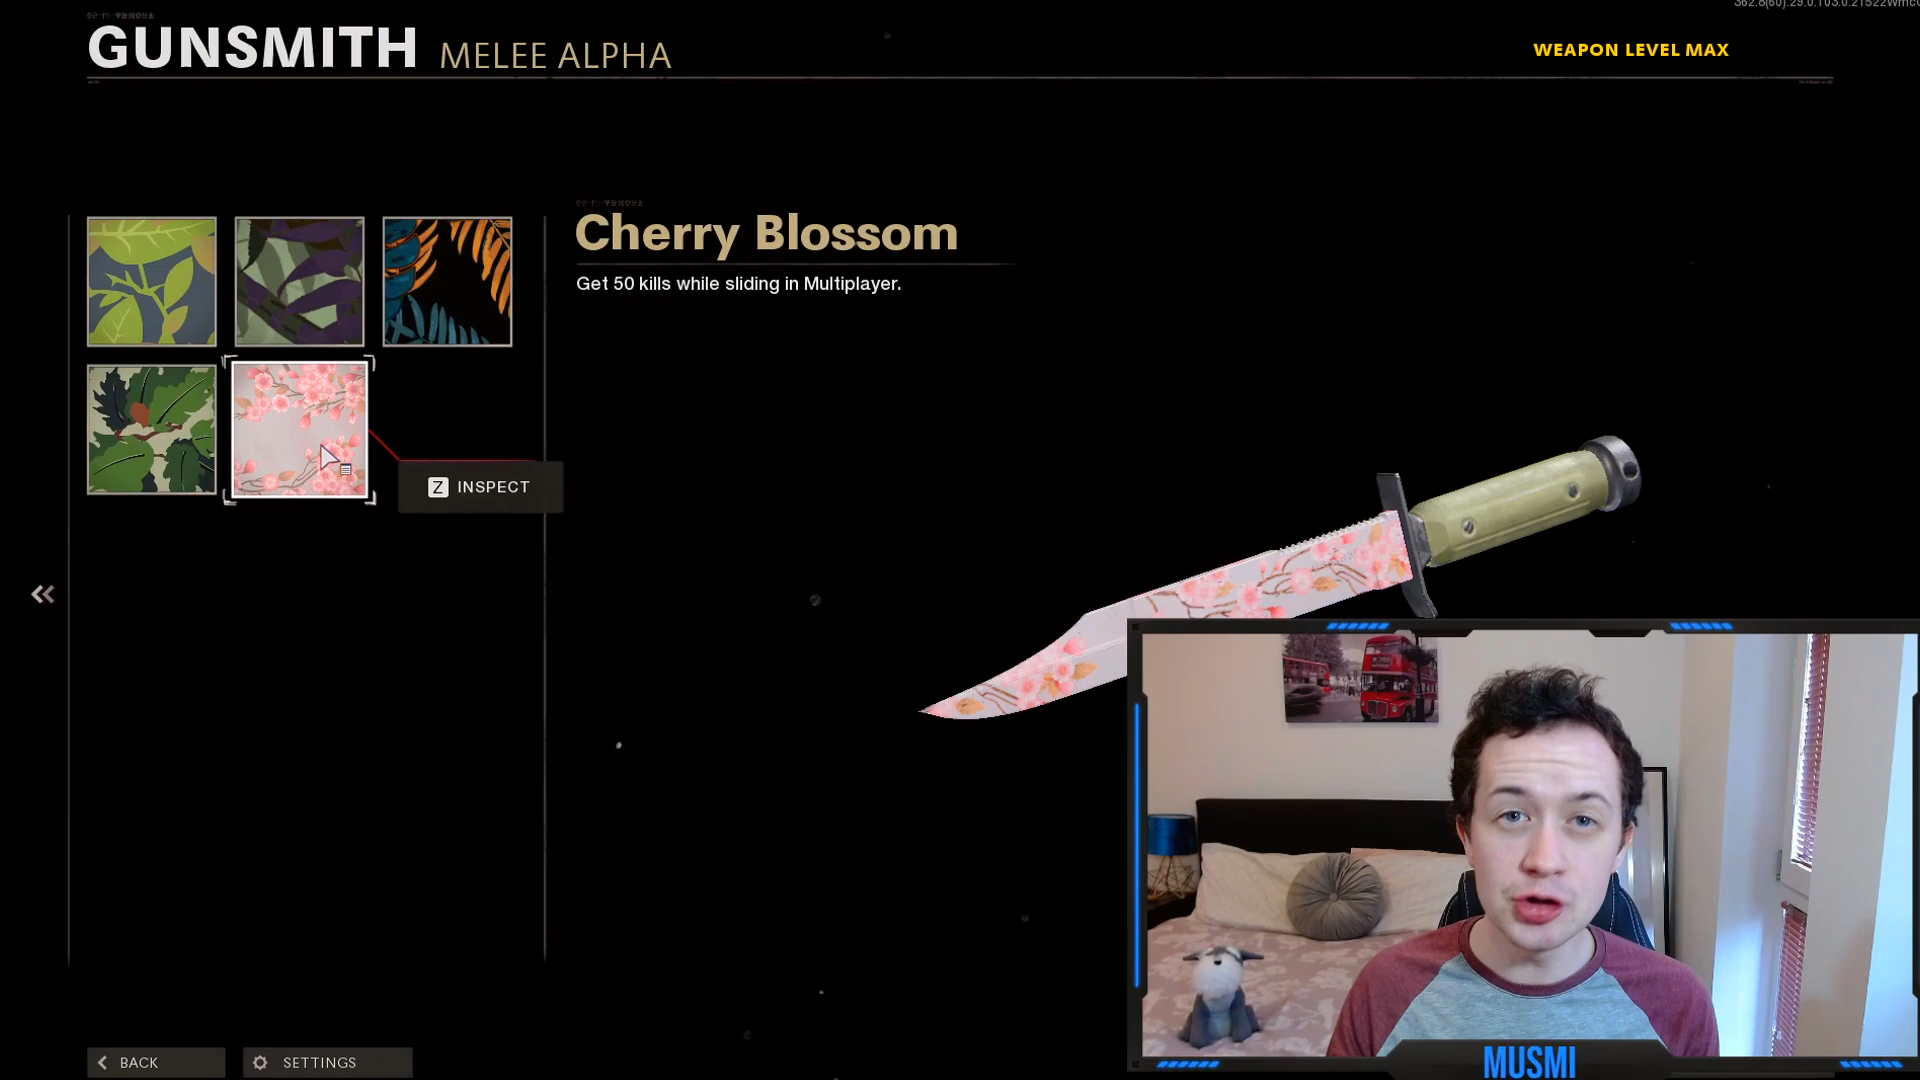 GUNSMITH MELEE ALPHA
WEAPON LEVEL MAX
Cherry Blossom
Get 50 kills while sliding in Multiplayer.
Z INSPECT
BACK
SETTINGS
MUSMI